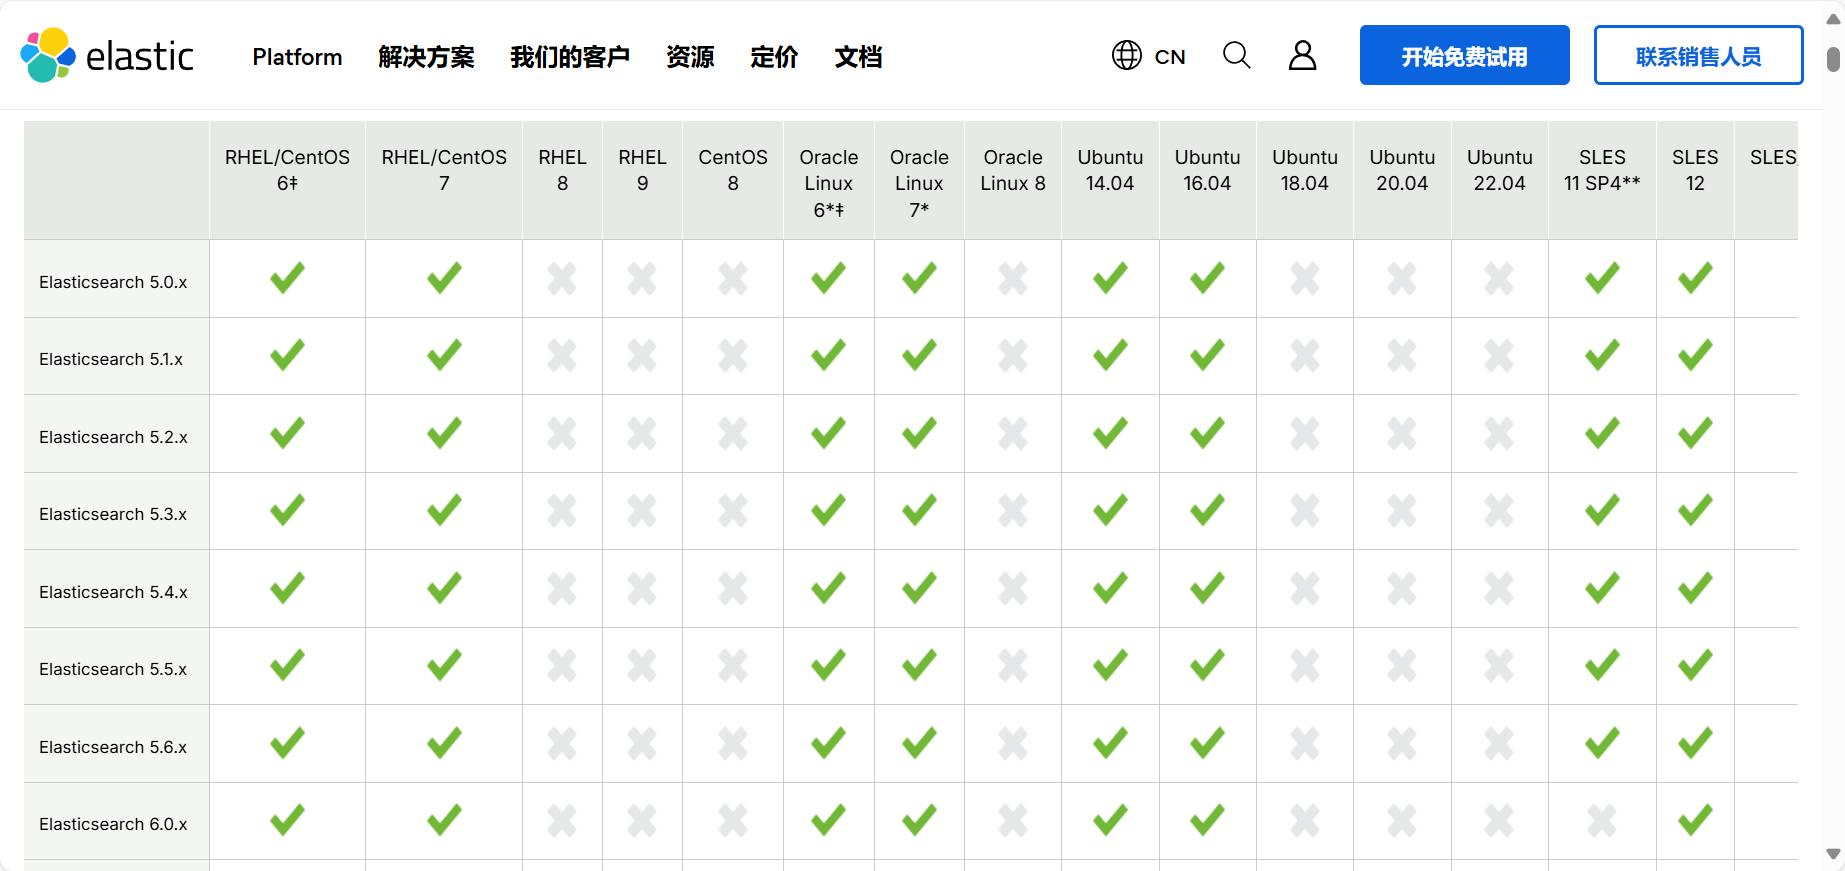 elastic Platform 解决方案 我们的客户 资源 定价 文档 CN 开始免费试用 联系销售人员
RHEL/CentOS 6‡ RHEL/CentOS 7 RHEL 8 RHEL 9 CentOS 8 Oracle Linux 6*‡ Oracle Linux 7* Oracle Linux 8 Ubuntu 14.04 Ubuntu 16.04 Ubuntu 18.04 Ubuntu 20.04 Ubuntu 22.04 SLES 11 SP4** SLES 12 SLES
Elasticsearch 5.0.x
Elasticsearch 5.1.x
Elasticsearch 5.2.x
Elasticsearch 5.3.x
Elasticsearch 5.4.x
Elasticsearch 5.5.x
Elasticsearch 5.6.x
Elasticsearch 6.0.x